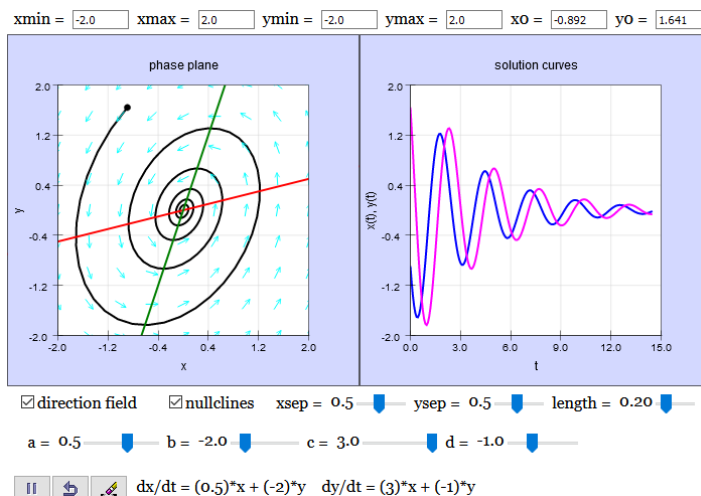 xmin = -2.0 xmax = 2.0 ymin = -2.0 ymax = 2.0 x0 = -0.892 y0 = 1.641
phase plane
2.0
1.2
0.4
-0.4
-1.2
-2.0
y
-2.0 -1.2 -0.4 0.4 1.2 2.0
x
solution curves
2.0
1.2
0.4
-0.4
-1.2
-2.0
x(t), y(t)
0.0 3.0 6.0 9.0 12.0 15.0
t
direction field nullclines xsep = 0.5 ysep = 0.5 length = 0.20
a = 0.5 b = -2.0 c = 3.0 d = -1.0
dx/dt = (0.5)*x + (-2)*y dy/dt = (3)*x + (-1)*y